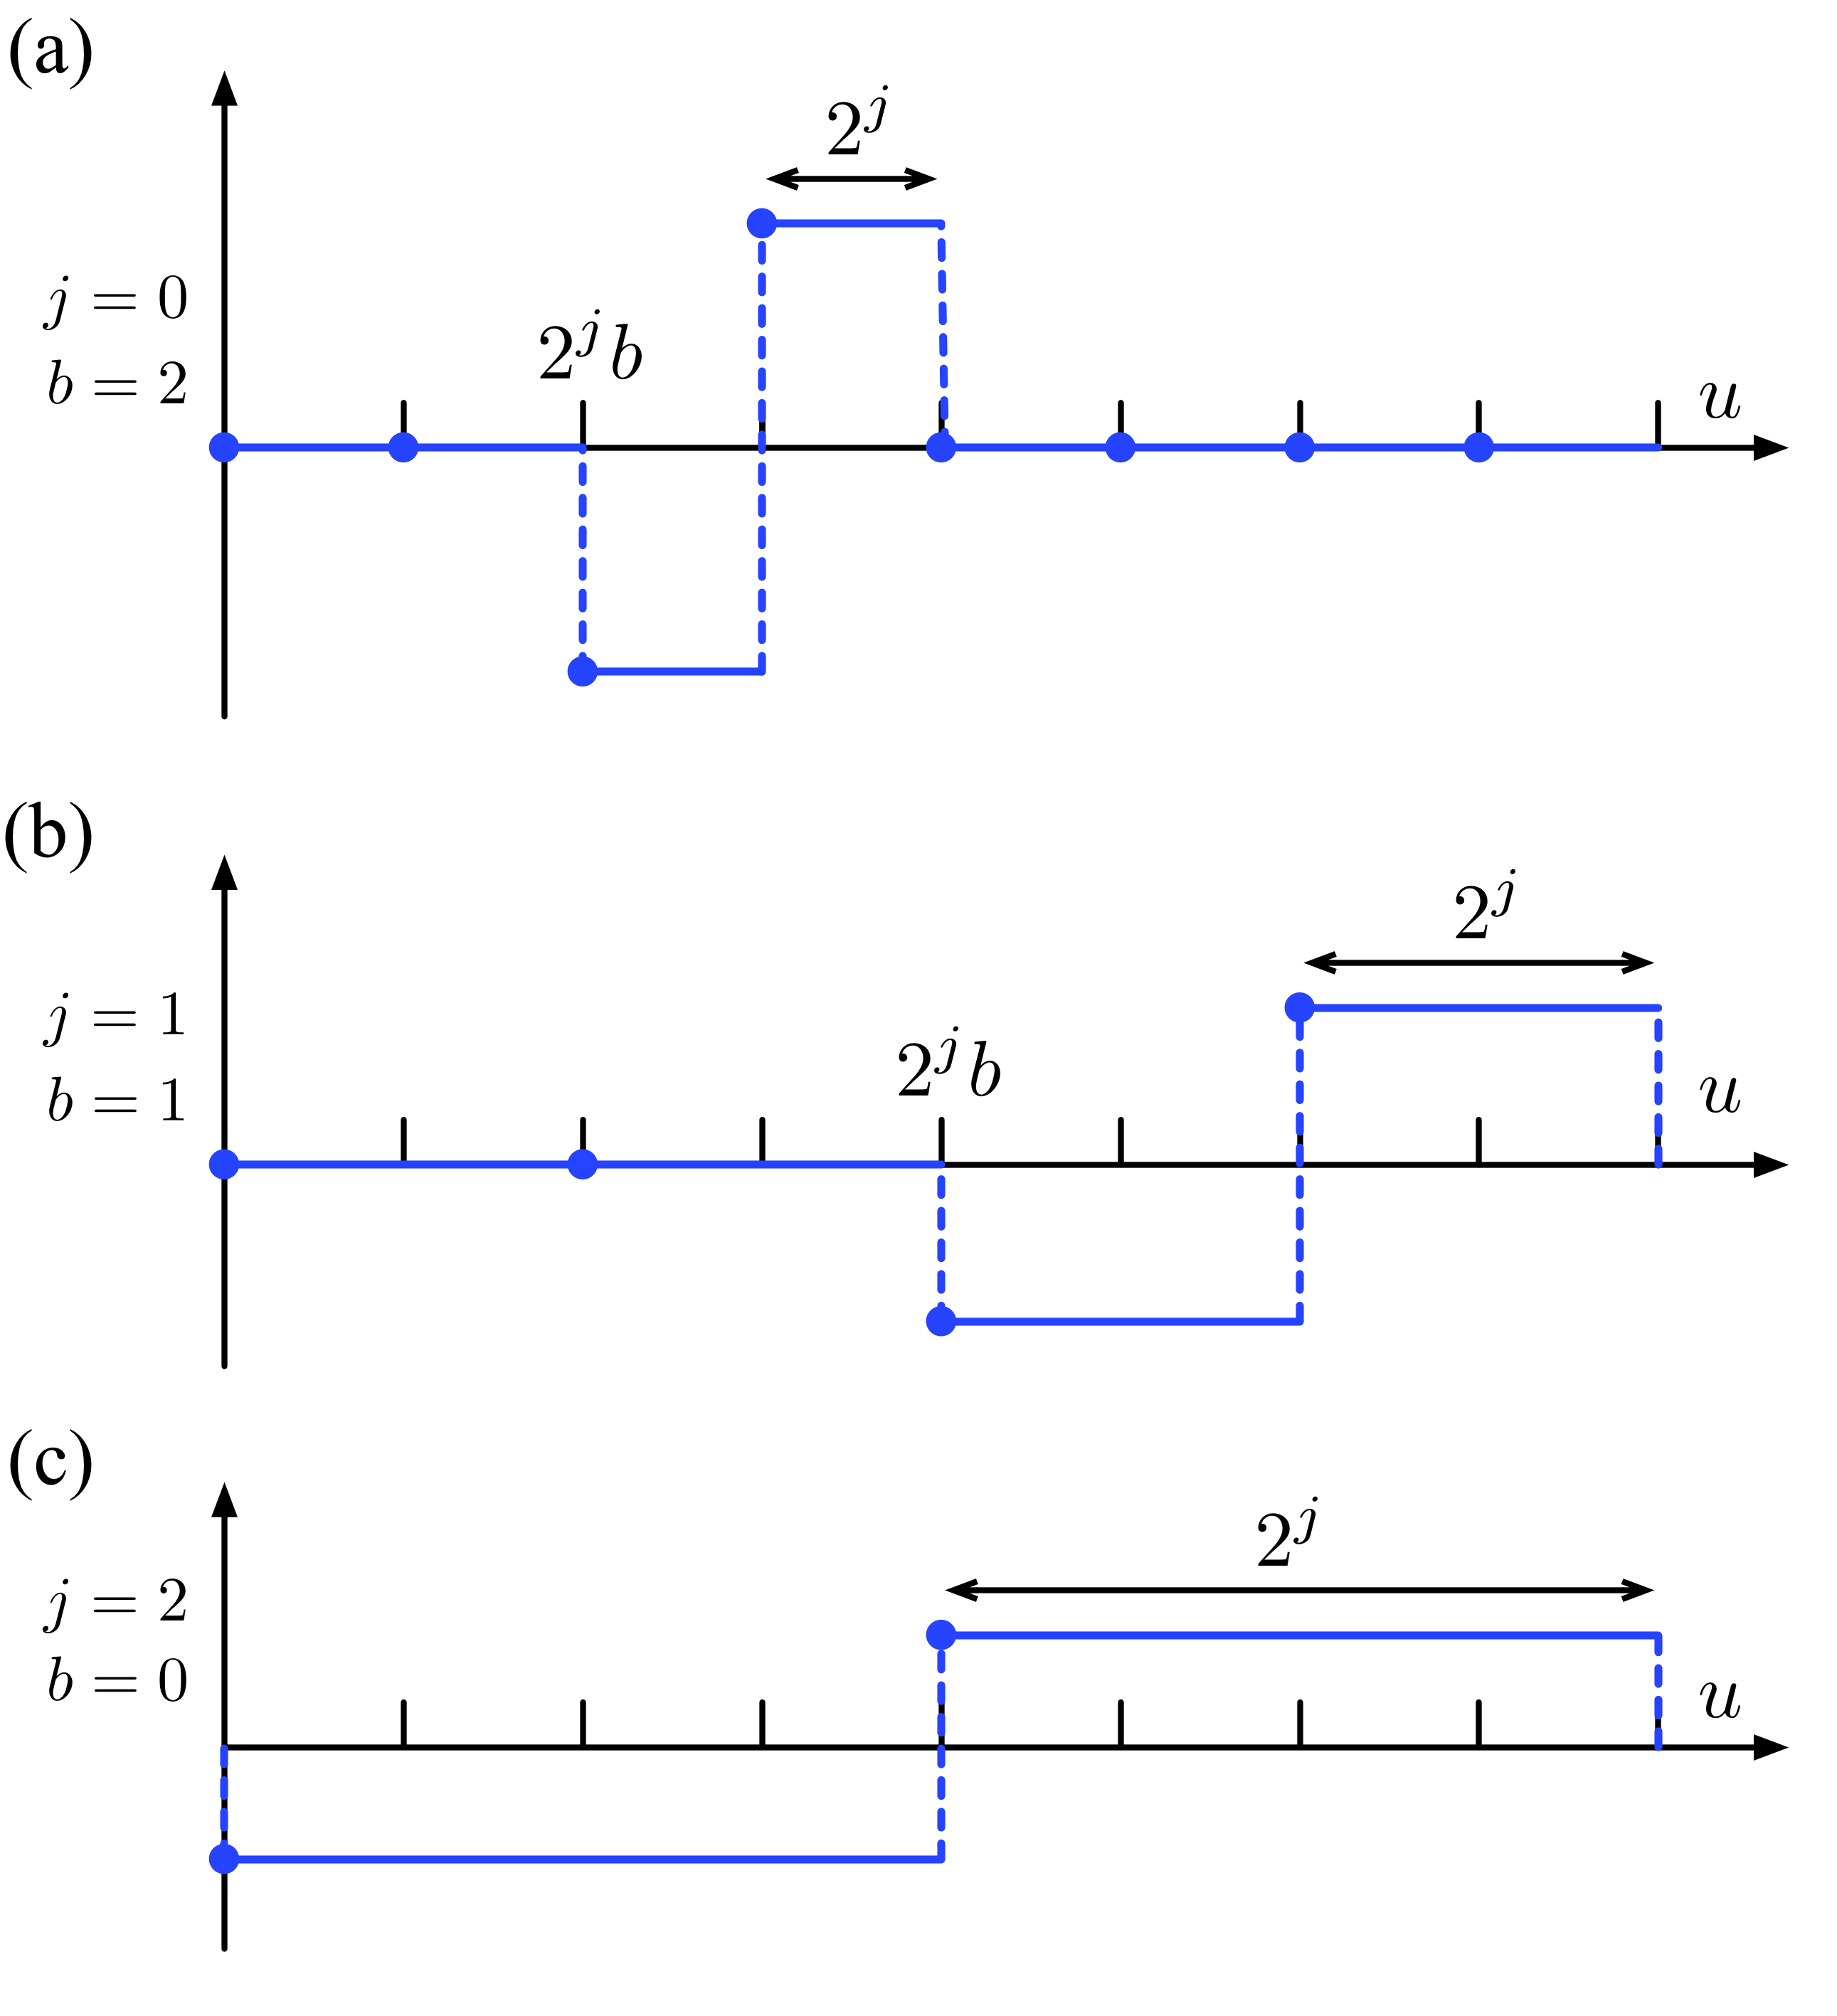 (a)
2^j
j = 0
2^j b
b = 2
u
(b)
2^j
j = 1
2^j b
b = 1
u
(c)
2^j
j = 2
b = 0
u